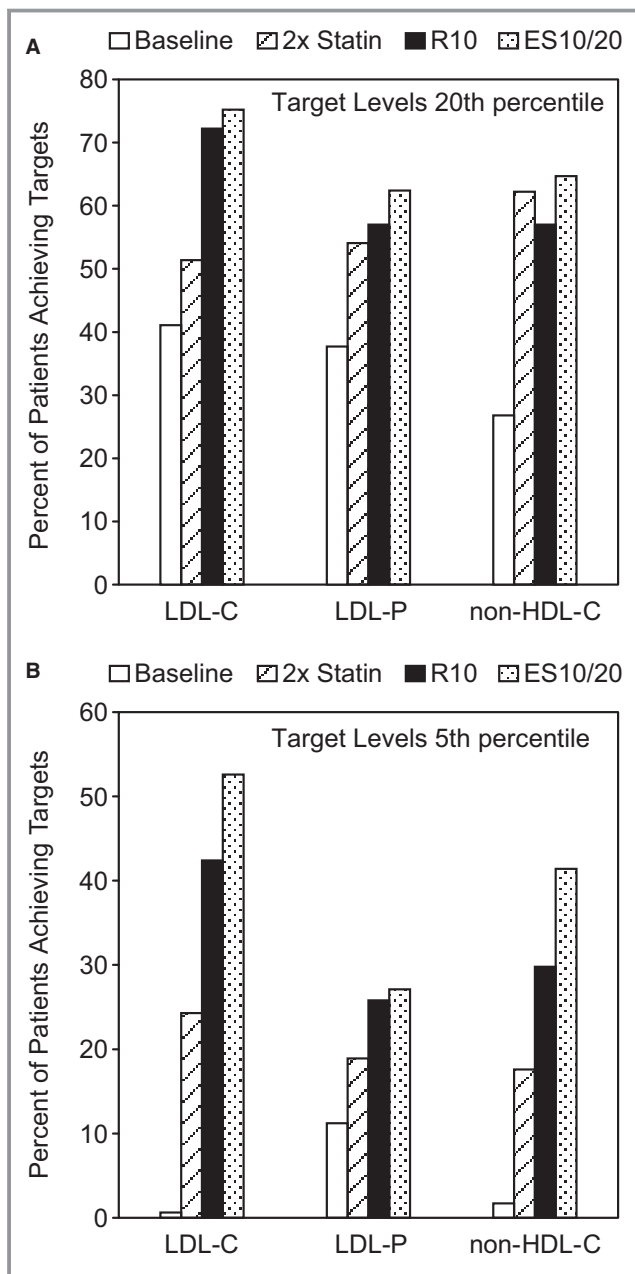 A
Baseline 2x Statin R10 ES10/20
Target Levels 20th percentile
Percent of Patients Achieving Targets
80
70
60
50
40
30
20
10
0
LDL-C LDL-P non-HDL-C
B
Baseline 2x Statin R10 ES10/20
Target Levels 5th percentile
Percent of Patients Achieving Targets
60
50
40
30
20
10
0
LDL-C LDL-P non-HDL-C